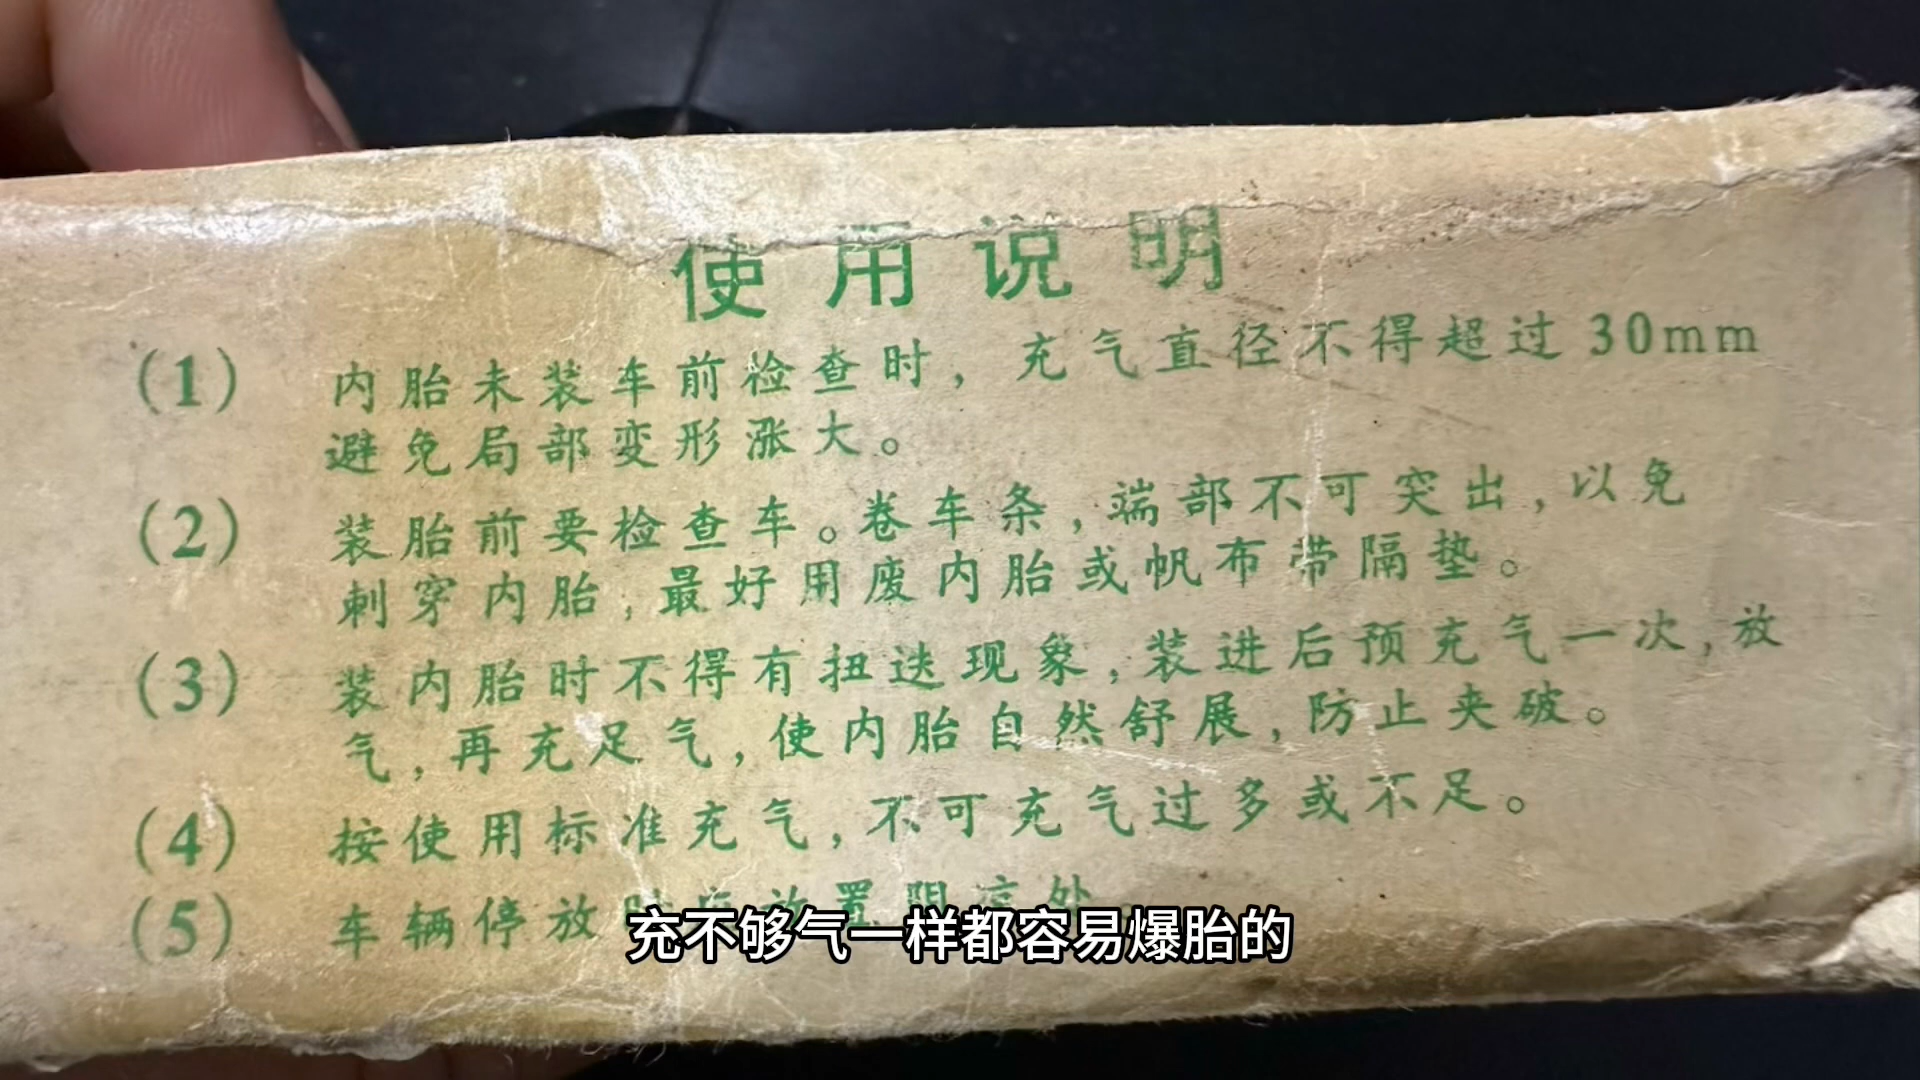 使用说明
(1) 内胎未装车前检查时，充气直径不得超过30mm
避免局部变形涨大。
(2) 装胎前要检查车。卷车条，端部不可突出，以免
刺穿内胎，最好用废内胎或帆布带隔垫。
(3) 装内胎时不得有扭迭现象，装进后预充气一次，放
气，再充足气，使内胎自然舒展，防止夹破。
(4) 按使用标准充气，不可充气过多或不足。
(5) 车辆停放
充不够气一样都容易爆胎的